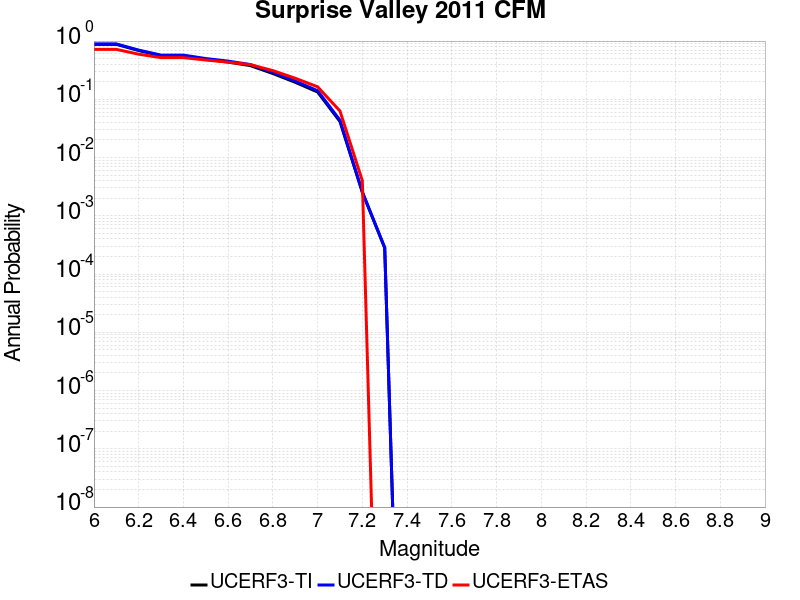 Surprise Valley 2011 CFM
10^0
10^-1
10^-2
10^-3
10^-4
10^-5
10^-6
10^-7
10^-8
Annual Probability
6 6.2 6.4 6.6 6.8 7 7.2 7.4 7.6 7.8 8 8.2 8.4 8.6 8.8 9
Magnitude
UCERF3-TI UCERF3-TD UCERF3-ETAS